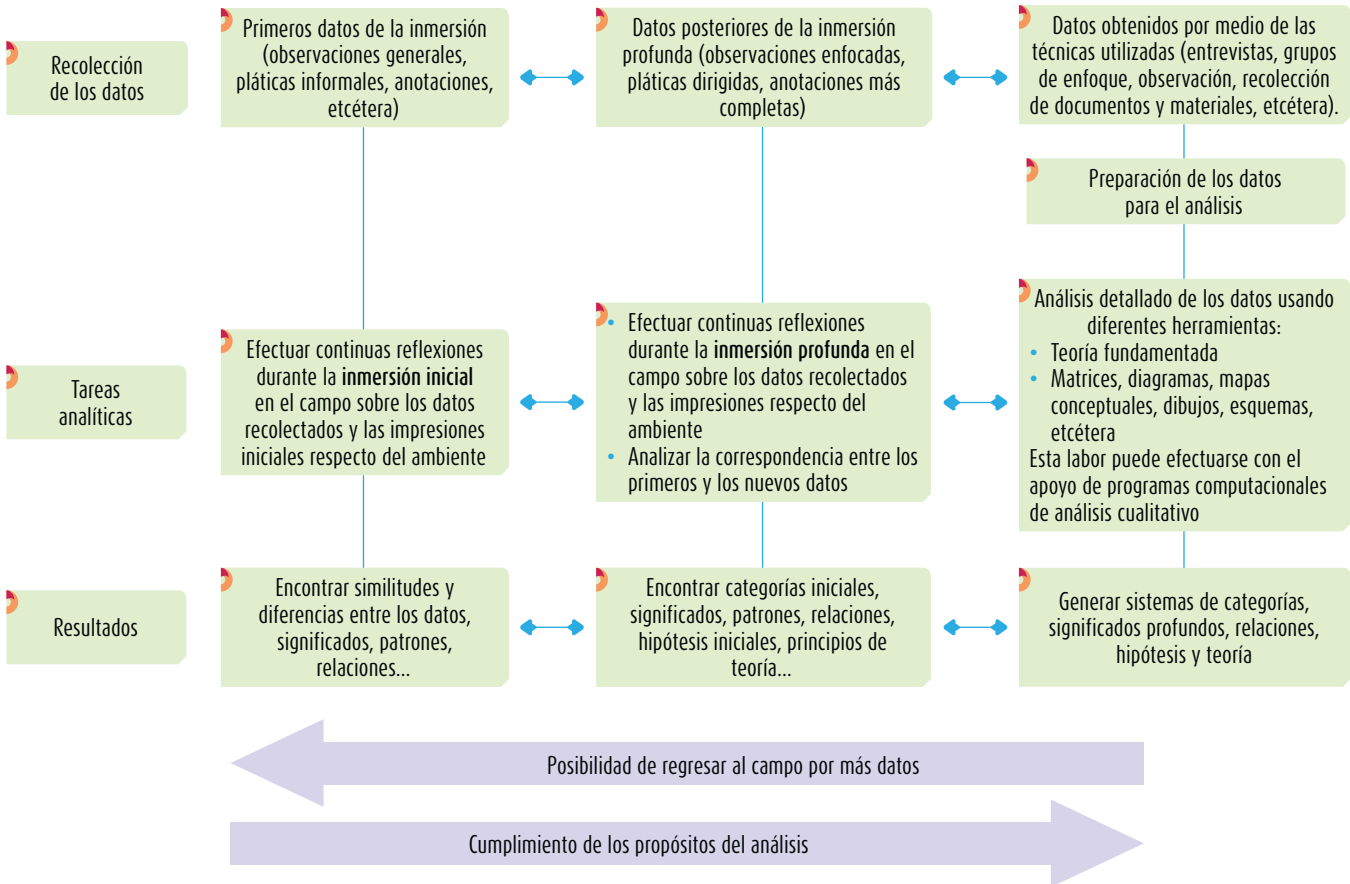 Recolección
de los datos
Primeros datos de la inmersión
(observaciones generales,
pláticas informales, anotaciones,
etcétera)
Datos posteriores de la inmersión
profunda (observaciones enfocadas,
pláticas dirigidas, anotaciones más
completas)
Datos obtenidos por medio de las
técnicas utilizadas (entrevistas, grupos
de enfoque, observación, recolección
de documentos y materiales, etcétera).
Preparación de los datos
para el análisis
Tareas
analíticas
Efectuar continuas reflexiones
durante la inmersión inicial
en el campo sobre los datos
recolectados y las impresiones
iniciales respecto del ambiente
• Efectuar continuas reflexiones
durante la inmersión profunda en el
campo sobre los datos recolectados
y las impresiones respecto del
ambiente
• Analizar la correspondencia entre los
primeros y los nuevos datos
Análisis detallado de los datos usando
diferentes herramientas:
• Teoría fundamentada
• Matrices, diagramas, mapas
conceptuales, dibujos, esquemas,
etcétera
Esta labor puede efectuarse con el
apoyo de programas computacionales
de análisis cualitativo
Resultados
Encontrar similitudes y
diferencias entre los datos,
significados, patrones,
relaciones...
Encontrar categorías iniciales,
significados, patrones, relaciones,
hipótesis iniciales, principios de
teoría...
Generar sistemas de categorías,
significados profundos, relaciones,
hipótesis y teoría
Posibilidad de regresar al campo por más datos
Cumplimiento de los propósitos del análisis